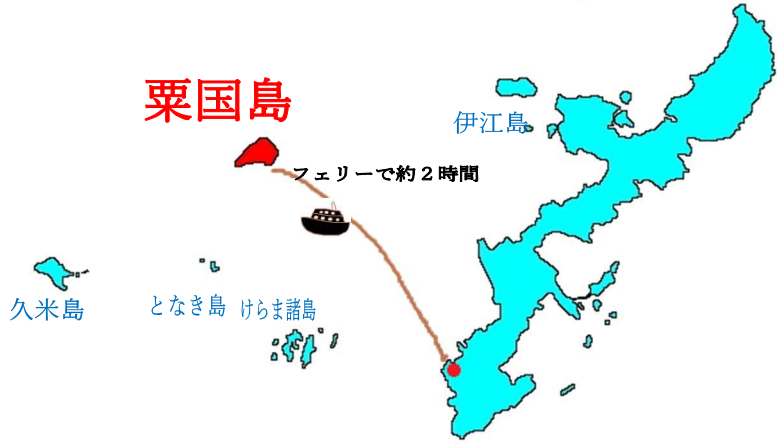 粟国島
伊江島
フェリーで約２時間
久米島
となき島
けらま諸島